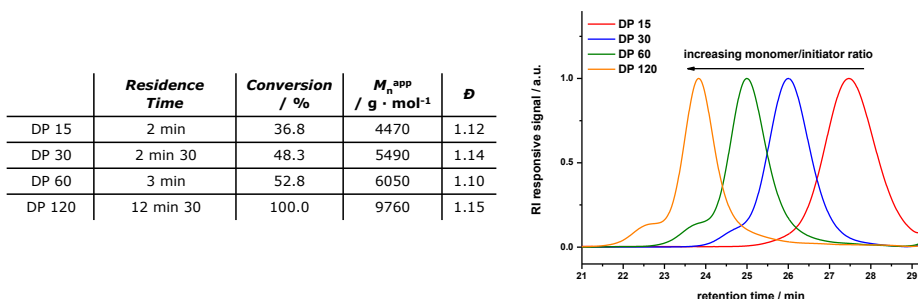 Residence Time Conversion / % Mₙᵃᵖᵖ / g · mol⁻¹ Đ
DP 15 2 min 36.8 4470 1.12
DP 30 2 min 30 48.3 5490 1.14
DP 60 3 min 52.8 6050 1.10
DP 120 12 min 30 100.0 9760 1.15
DP 15
DP 30
DP 60
DP 120
increasing monomer/initiator ratio
RI responsive signal / a.u.
1.0
0.5
0.0
21 22 23 24 25 26 27 28 29
retention time / min